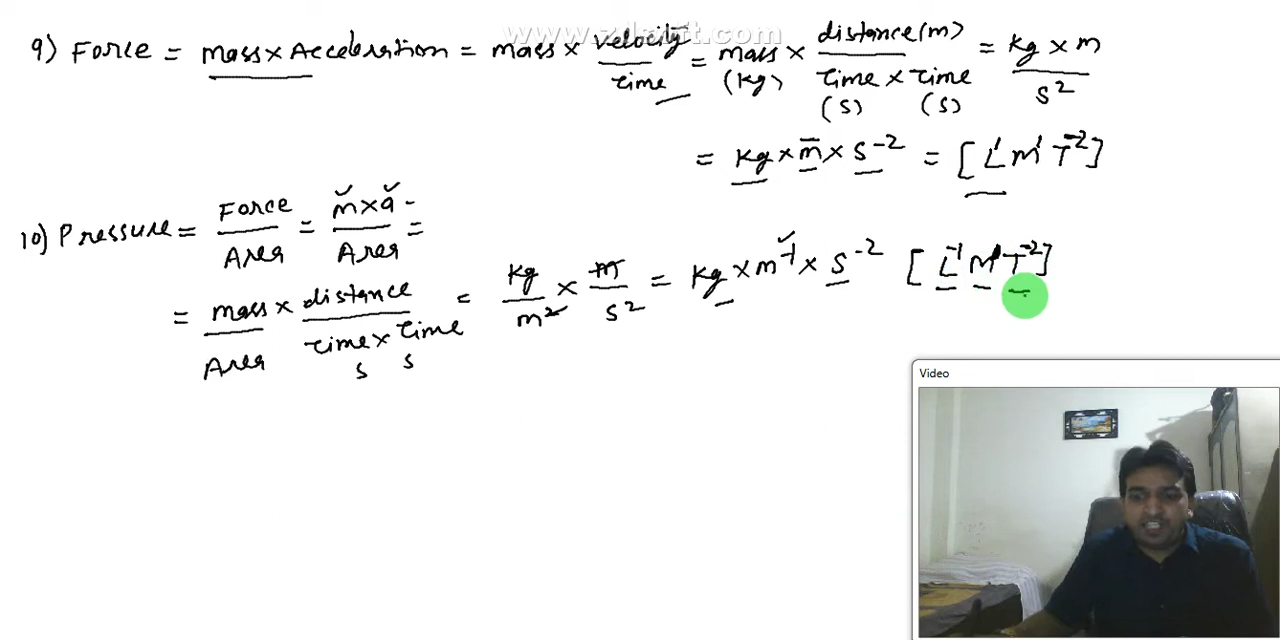 9) Force = mass × Acceleration = mass × velocity / time = mass (kg) × distance (m) / time (s) × time (s) = kg × m / s²
= kg × m × s⁻² = [L¹ M¹ T⁻²]
10) Pressure = Force / Area = m × a / Area =
= mass / Area × distance / time s × time s = kg / m² × m / s² = kg × m⁻¹ × s⁻² [L⁻¹ M¹ T⁻²]
Video